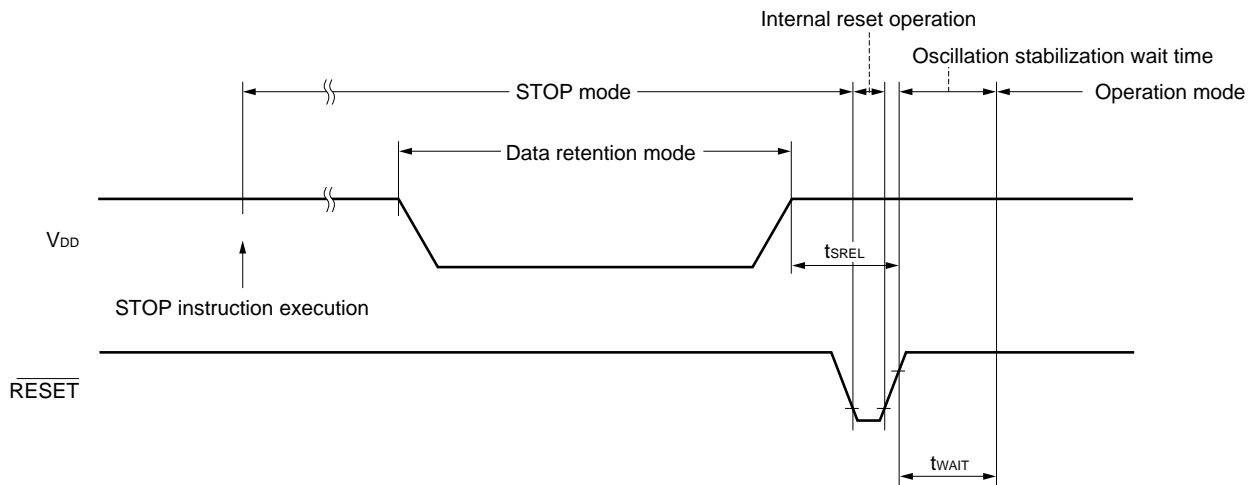 Internal reset operation
Oscillation stabilization wait time
STOP mode
Operation mode
Data retention mode
VDD
tSREL
STOP instruction execution
RESET
tWAIT